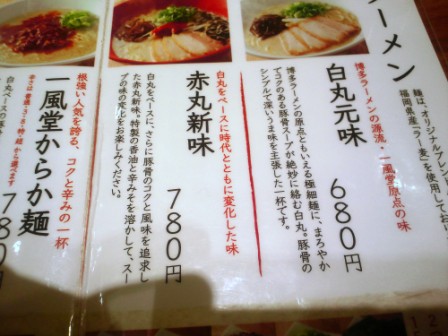 ラーメン
麺は、オリジナルブレンド
福岡県産「ラー麦」
白丸元味
博多ラーメンの源流・一風堂原点の味
680円
博多ラーメンの原点ともいえる極細麺に、まろやか
でコクのある豚骨スープが絶妙に絡む白丸。豚骨の
シンプルで深いうま味を主張した一杯です。
赤丸新味
白丸をベースに時代とともに変化した味
780円
白丸をベースに、さらに豚骨のコクと風味を追求し
た赤丸新味。特製の香油と辛みそを溶かして、スー
プの味の変化をお楽しみください。
一風堂からか麺
根強い人気を誇る、コクと辛みの一杯
780円
白丸ベースの